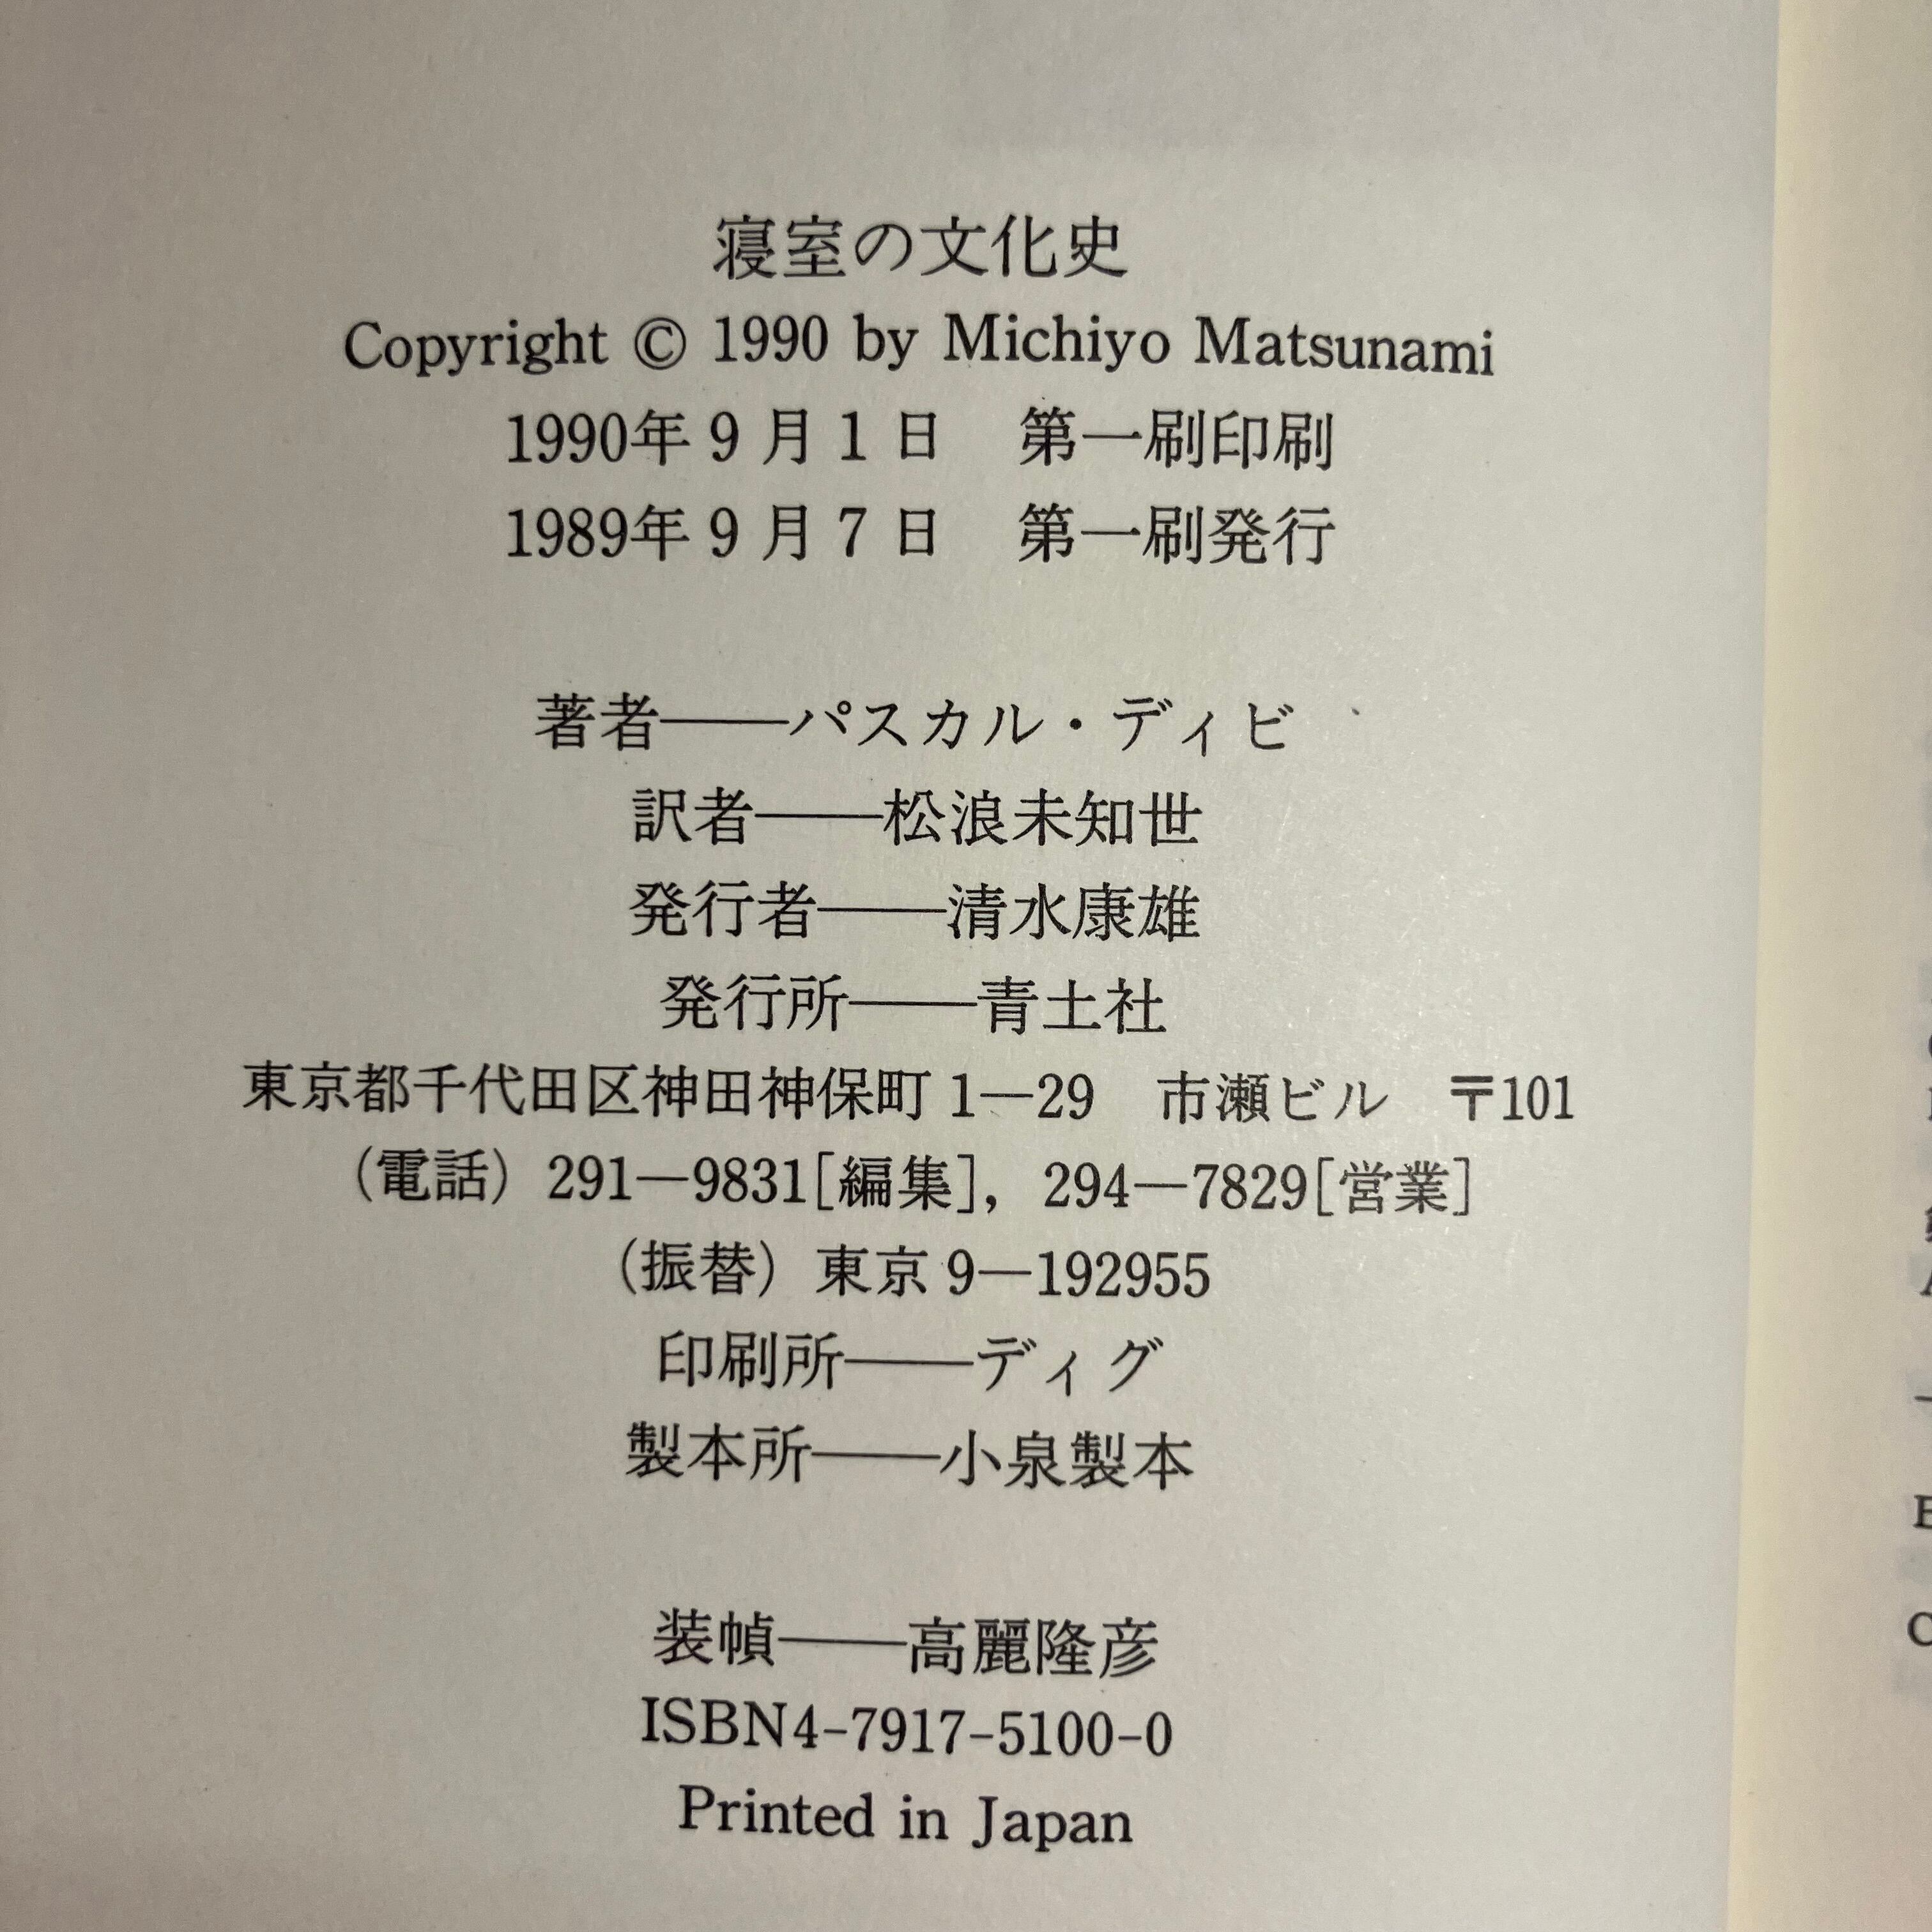 寝室の文化史
Copyright © 1990 by Michiyo Matsunami
1990年9月1日　第一刷印刷
1989年9月7日　第一刷発行
著者――パスカル・ディビ
訳者――松浪未知世
発行者――清水康雄
発行所――青土社
東京都千代田区神田神保町1―29　市瀬ビル　〒101
（電話）291―9831[編集]，294―7829[営業]
（振替）東京9―192955
印刷所――ディグ
製本所――小泉製本
装幀――高麗隆彦
ISBN4-7917-5100-0
Printed in Japan